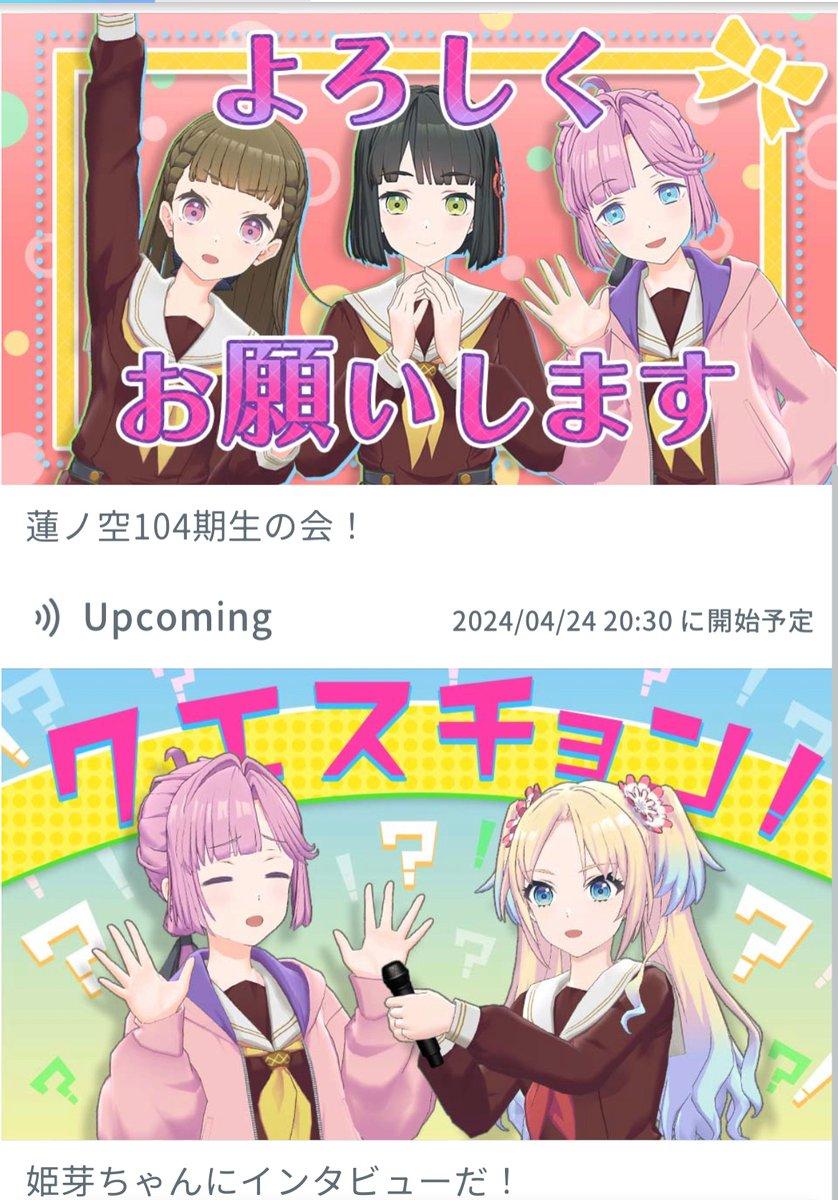 よろしく
お願いします
蓮ノ空104期生の会！
Upcoming
2024/04/24 20:30 に開始予定
クエスチョン！
姫芽ちゃんにインタビューだ！